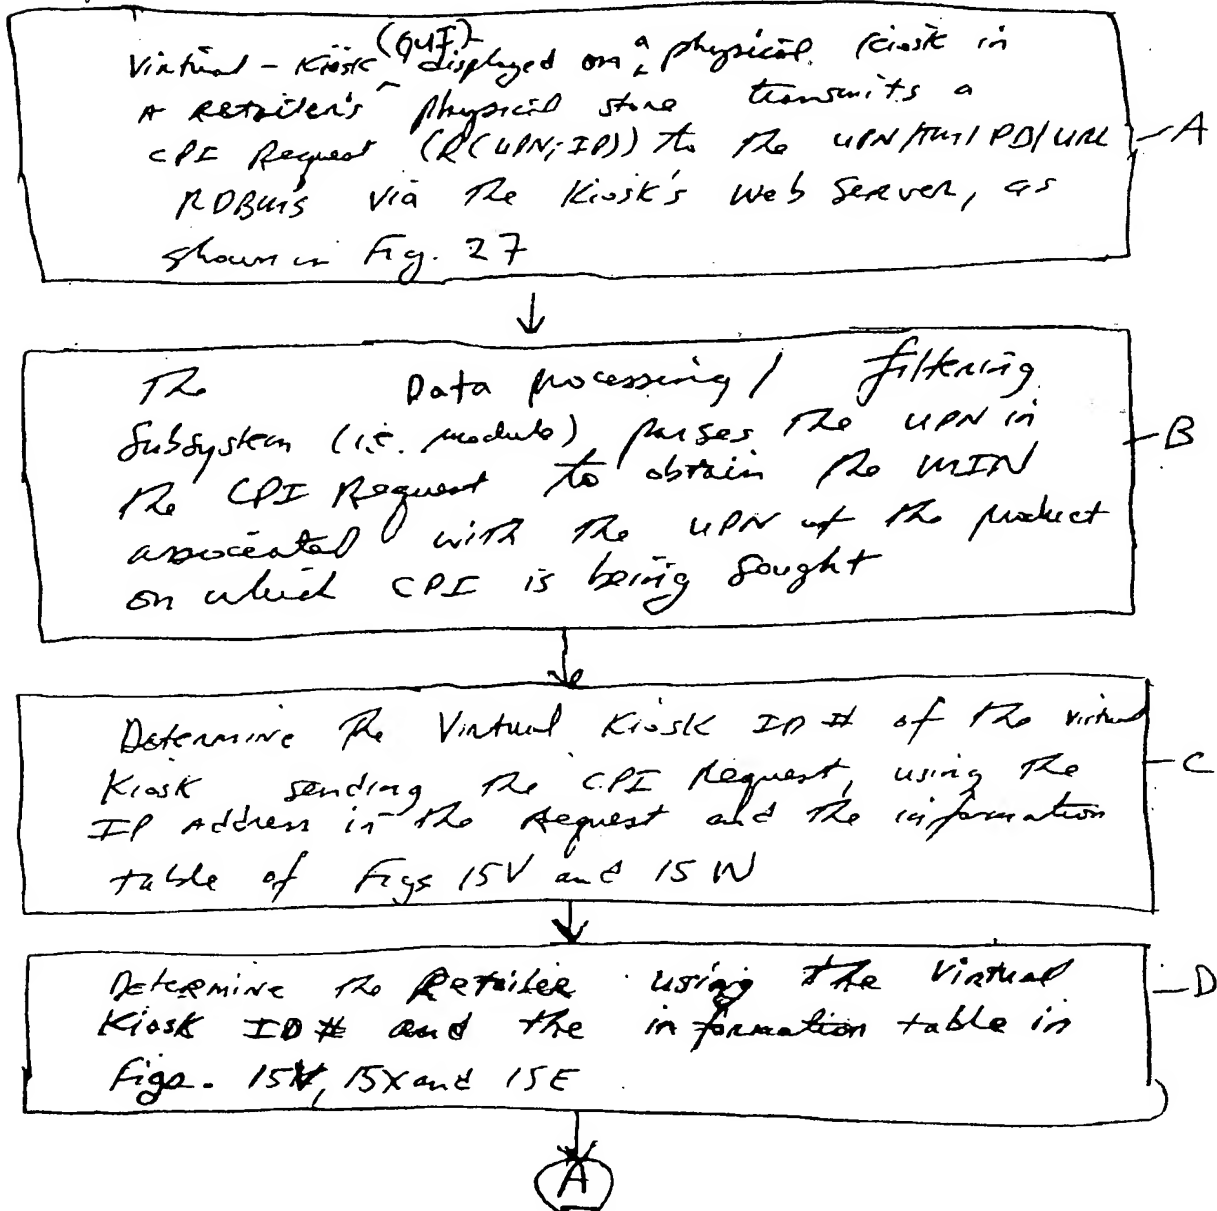 (GUI)
Virtual-Kiosk displayed on a physical Kiosk in
A Retailer's physical store transmits a
CPI Request (R(UPN; IP)) to the UPN/TM/PD/URL
RDBMS via the Kiosk's Web Server, as
shown in Fig. 27
A
The Data processing / filtering
Subsystem (i.e. module) parses the UPN in
the CPI Request to obtain the MIN
associated with the UPN of the product
on which CPI is being sought
B
Determine the Virtual Kiosk ID # of the virtual
Kiosk sending the CPI Request, using the
IP Address in the Request and the information
table of Figs 15V and 15W
C
Determine the Retailer using the Virtual
Kiosk ID # and the information table in
Figs. 15W, 15X and 15E
D
A